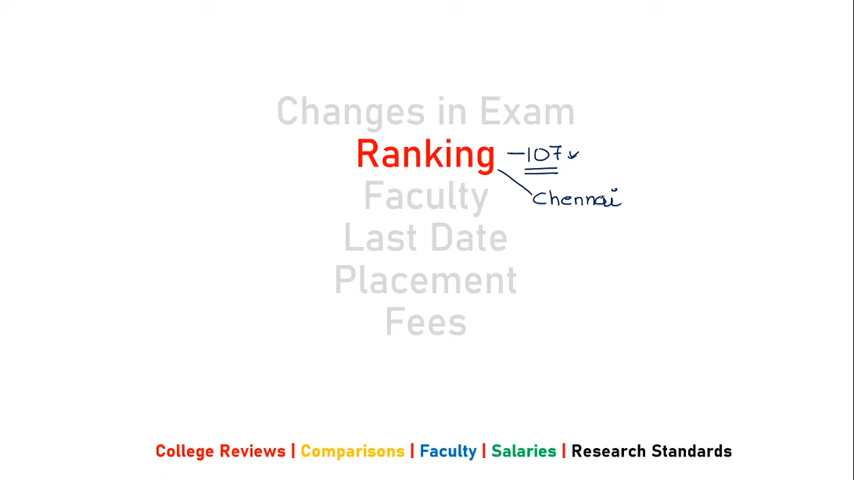 Changes in Exam
Ranking -107
Chennai
Faculty
Last Date
Placement
Fees
College Reviews | Comparisons | Faculty | Salaries | Research Standards